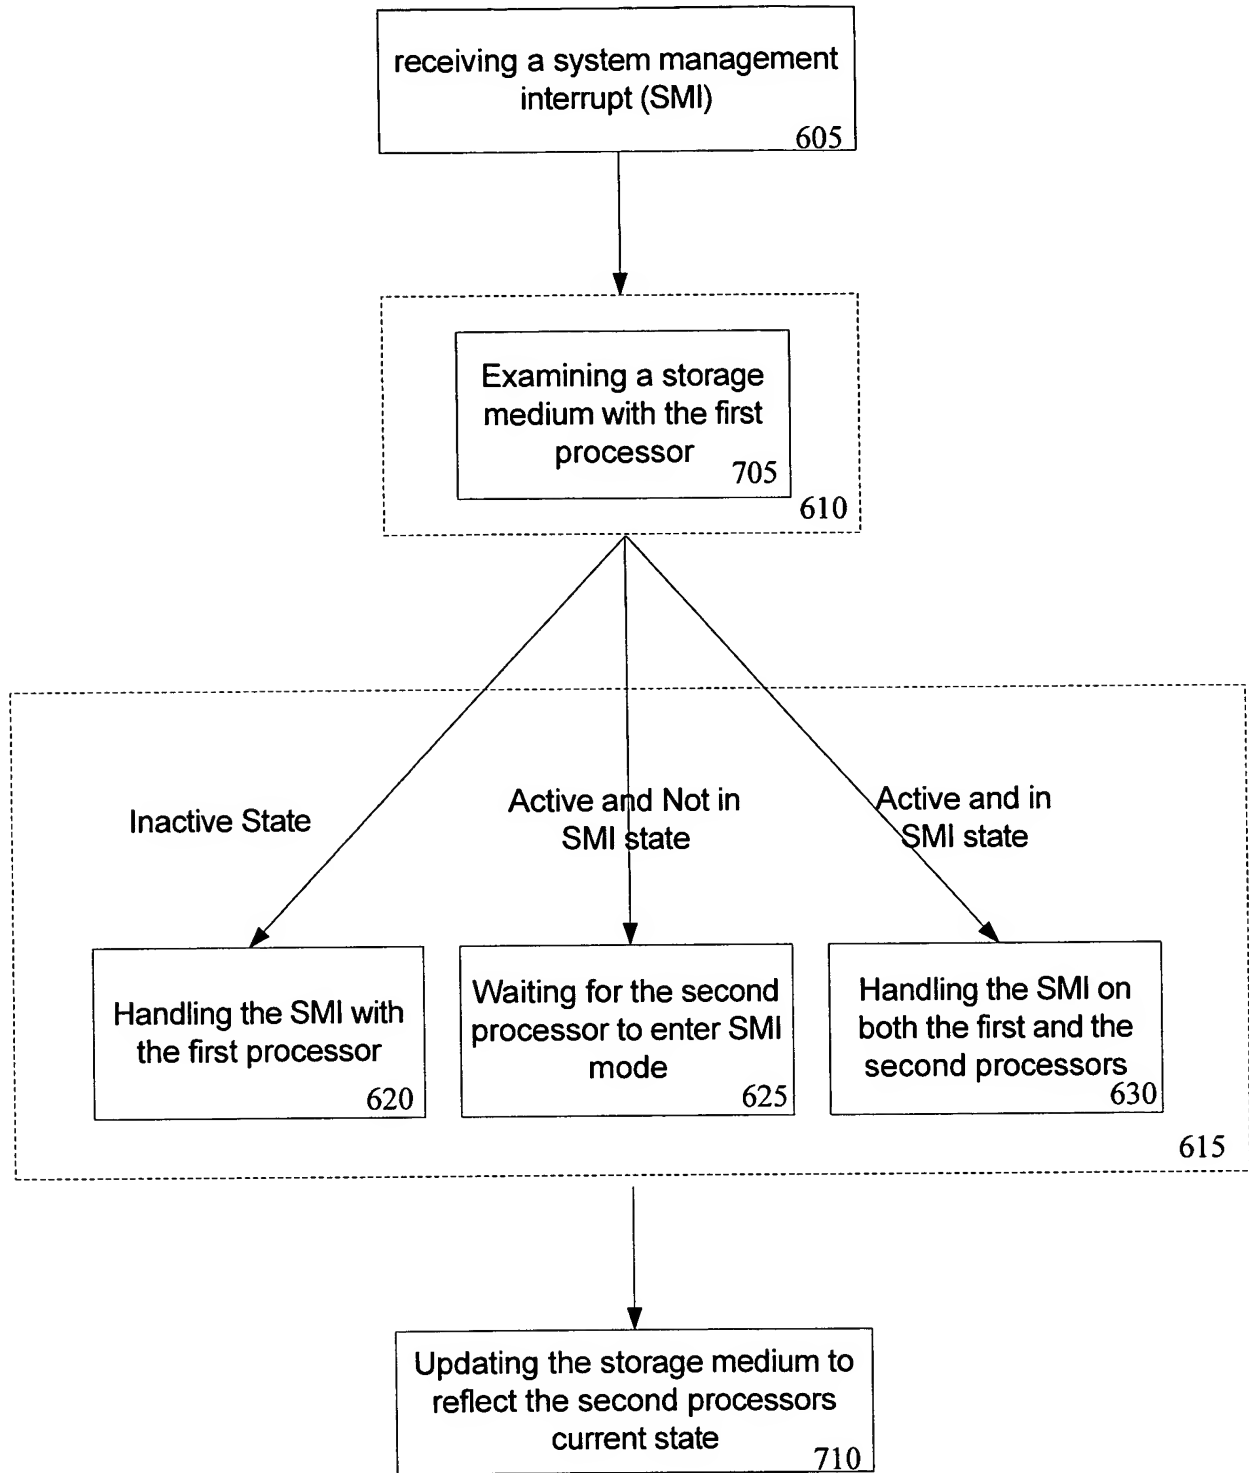 receiving a system management
interrupt (SMI)
605
Examining a storage
medium with the first
processor
705
610
Inactive State
Active and Not in
SMI state
Active and in
SMI state
Handling the SMI with
the first processor
620
Waiting for the second
processor to enter SMI
mode
625
Handling the SMI on
both the first and the
second processors
630
615
Updating the storage medium to
reflect the second processors
current state
710